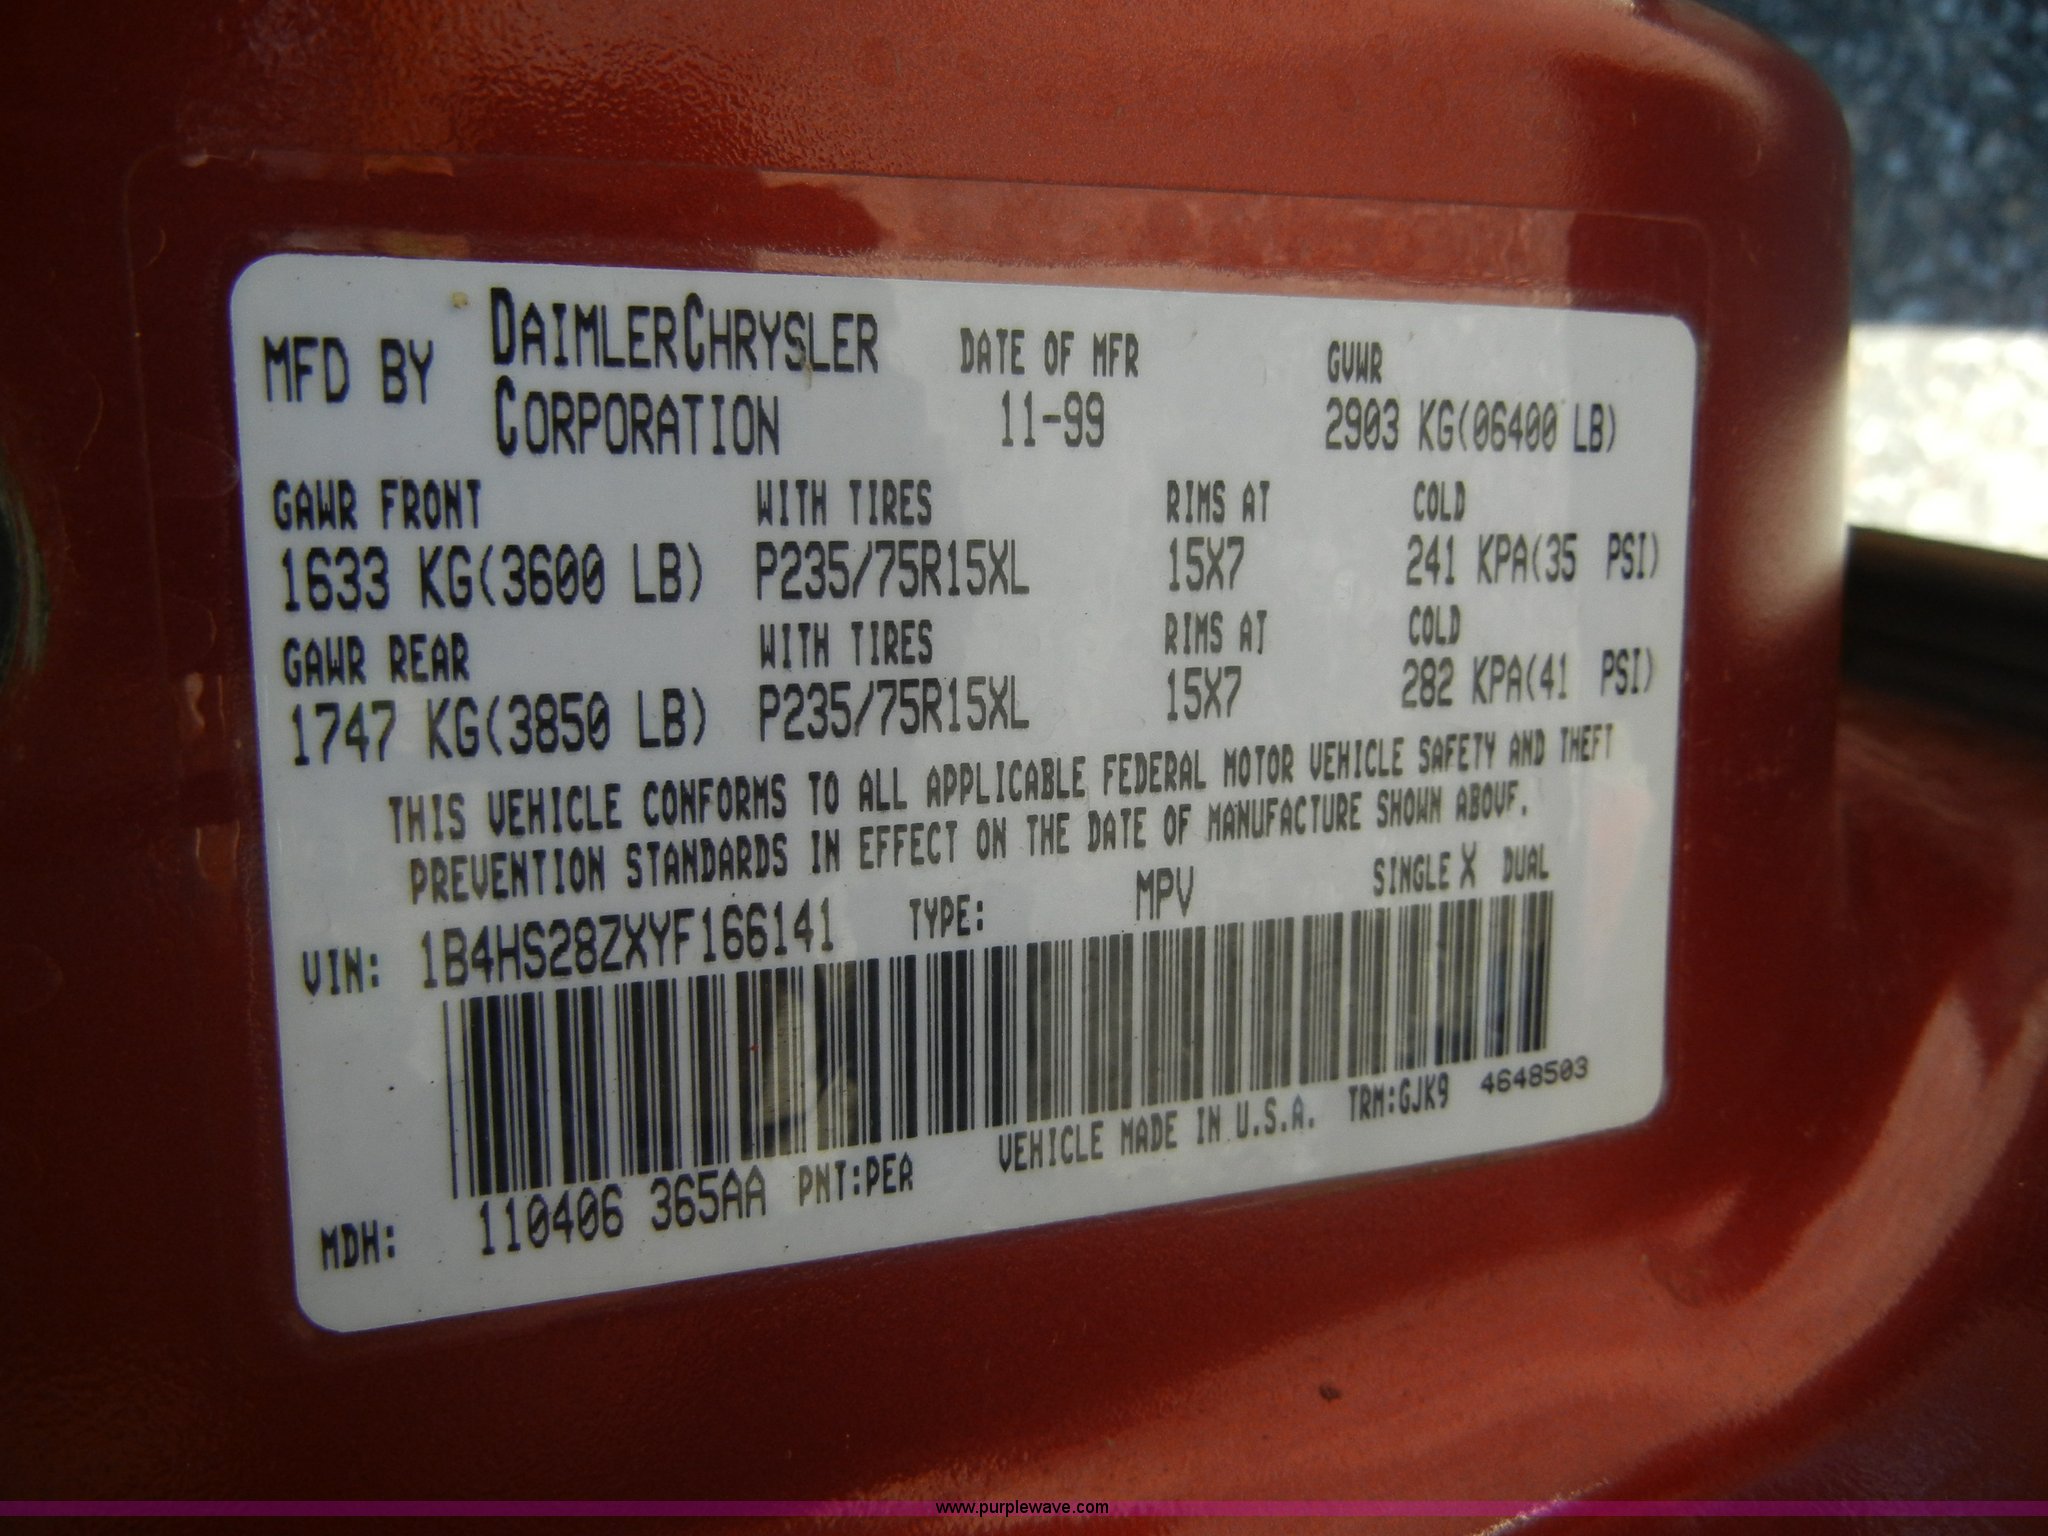 MFD BY DAIMLERCHRYSLER CORPORATION DATE OF MFR 11-99 GVWR 2903 KG(06400 LB)
GAWR FRONT WITH TIRES RIMS AT COLD
1633 KG(3600 LB) P235/75R15XL 15X7 241 KPA(35 PSI)
GAWR REAR WITH TIRES RIMS AT COLD
1747 KG(3850 LB) P235/75R15XL 15X7 282 KPA(41 PSI)
THIS VEHICLE CONFORMS TO ALL APPLICABLE FEDERAL MOTOR VEHICLE SAFETY AND THEFT
PREVENTION STANDARDS IN EFFECT ON THE DATE OF MANUFACTURE SHOWN ABOVE.
VIN: 1B4HS28ZXYF166141 TYPE: MPV SINGLE X DUAL
MDH: 110406 365AA PNT:PEA VEHICLE MADE IN U.S.A. TRM:GJK9 4648503
www.purplewave.com